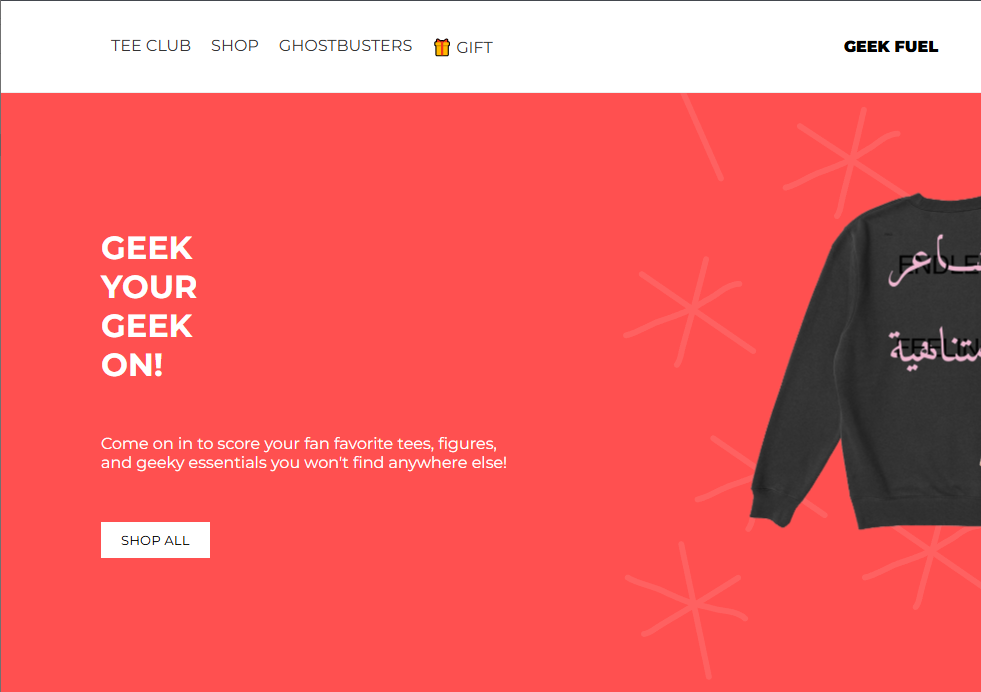 TEE CLUB SHOP GHOSTBUSTERS GIFT GEEK FUEL
GEEK
YOUR
GEEK
ON!
Come on in to score your fan favorite tees, figures,
and geeky essentials you won't find anywhere else!
SHOP ALL